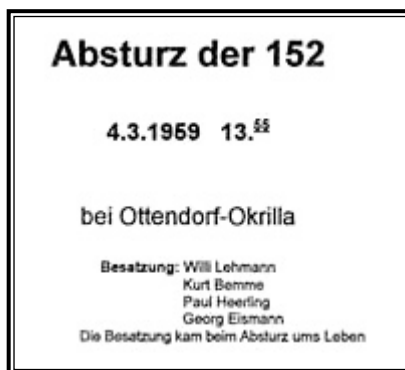 Absturz der 152
4.3.1959 13.55
bei Ottendorf-Okrilla
Besatzung: Willi Lehmann
Kurt Bemme
Paul Heerling
Georg Eismann
Die Besatzung kam beim Absturz ums Leben